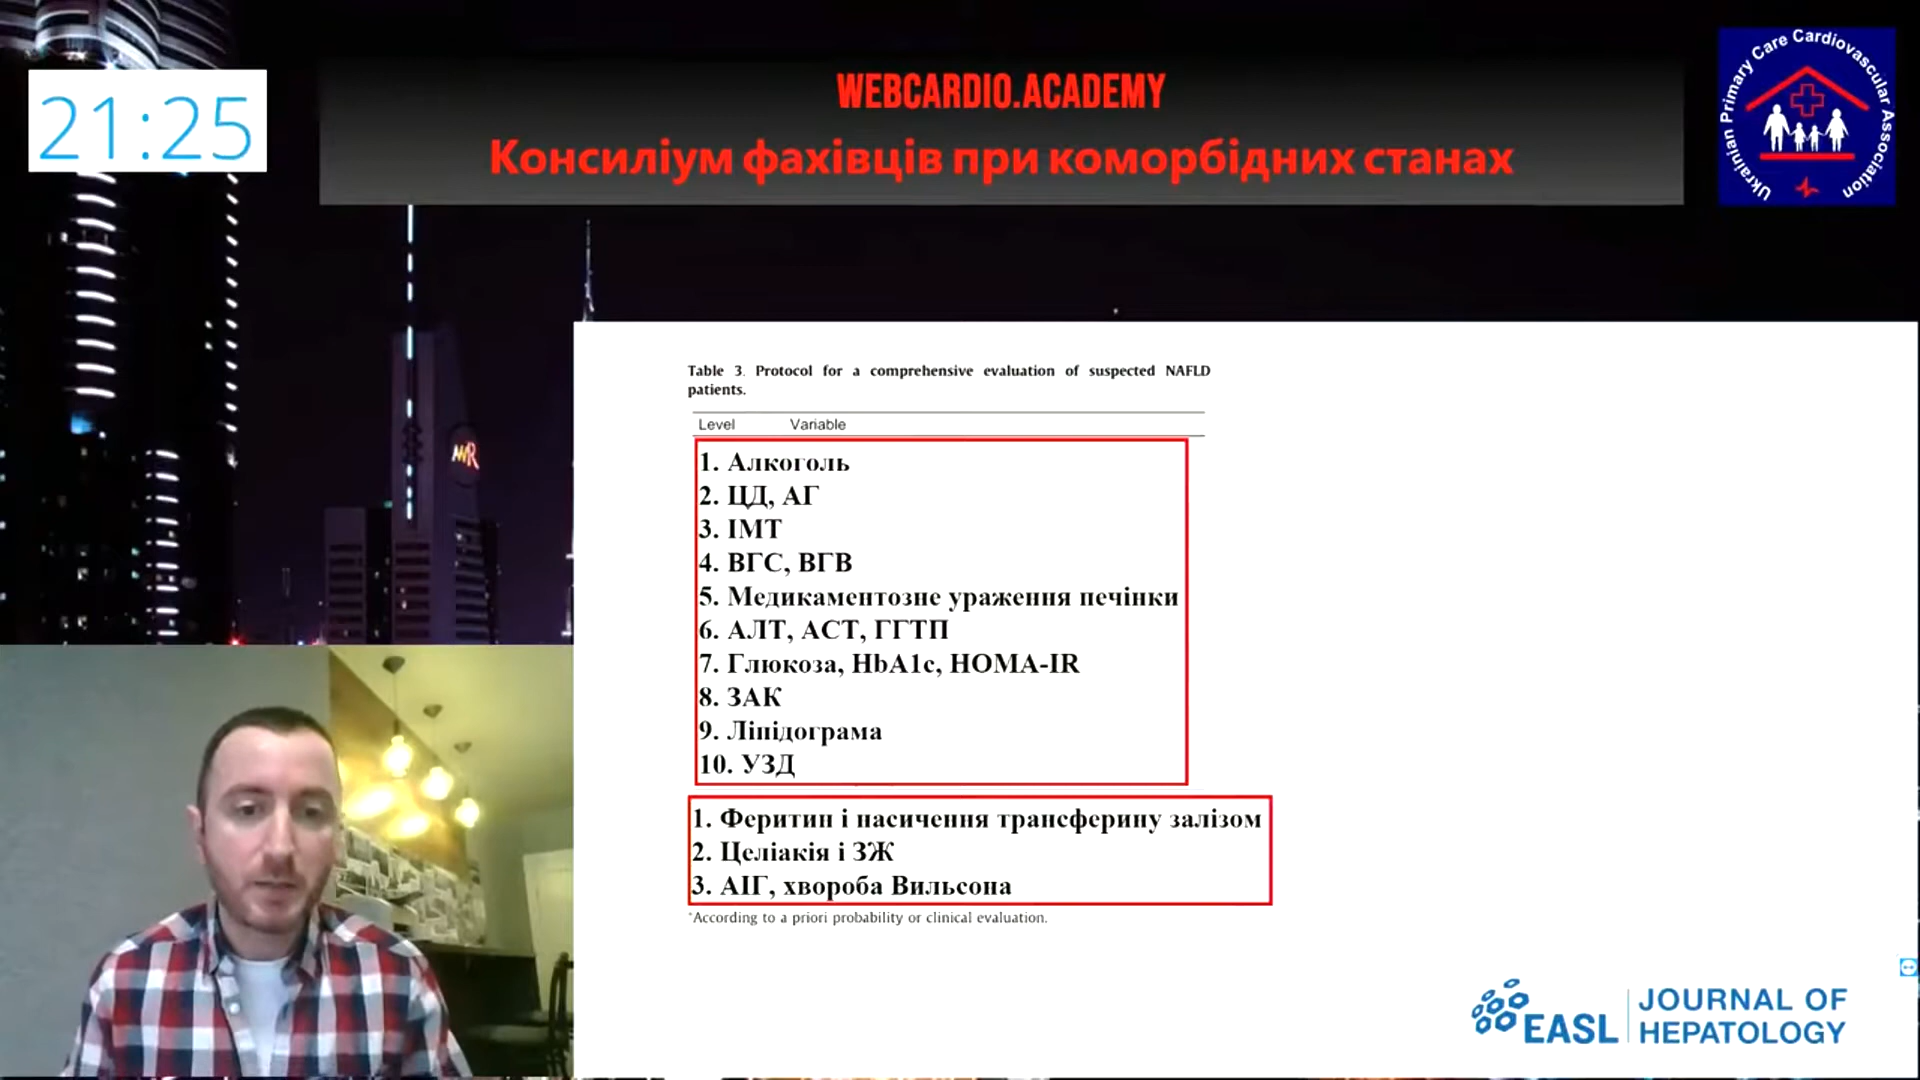 21:25
WEBCARDIO.ACADEMY
Консиліум фахівців при коморбідних станах
Ukrainian Primary Care Cardiovascular Association
Table 3. Protocol for a comprehensive evaluation of suspected NAFLD
patients.
Level Variable
1. Алкоголь
2. ЦД, АГ
3. ІМТ
4. ВГС, ВГВ
5. Медикаментозне ураження печінки
6. АЛТ, АСТ, ГГТП
7. Глюкоза, HbA1c, HOMA-IR
8. ЗАК
9. Ліпідограма
10. УЗД
1. Феритин і насичення трансферину залізом
2. Целіакія і ЗЖ
3. АІГ, хвороба Вильсона
*According to a priori probability or clinical evaluation.
EASL
JOURNAL OF
HEPATOLOGY